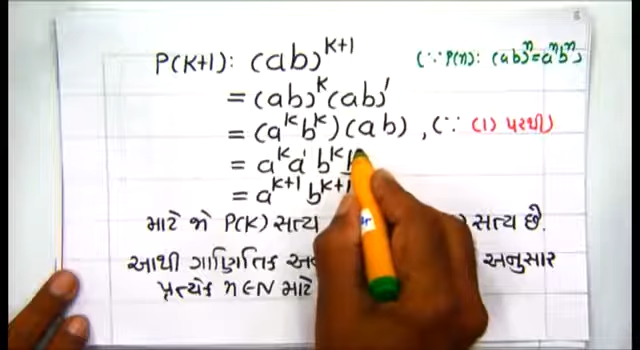 P(K+1): (ab)^{K+1} (∵ P(n): (ab)^n = a^n b^n)
= (ab)^K (ab)^1
= (a^K b^K)(ab), (∵ (1) પરથી)
= a^K a^1 b^K
= a^{K+1} b^{K+1}
માટે જો P(K) સત્ય સત્ય છે.
આથી ગાણિતિક અનુસાર
પ્રત્યેક n ∈ N માટે